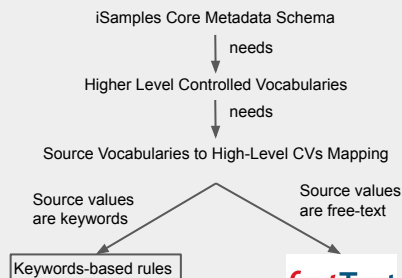 iSamples Core Metadata Schema
needs
Higher Level Controlled Vocabularies
needs
Source Vocabularies to High-Level CVs Mapping
Source values
are keywords
Source values
are free-text
Keywords-based rules